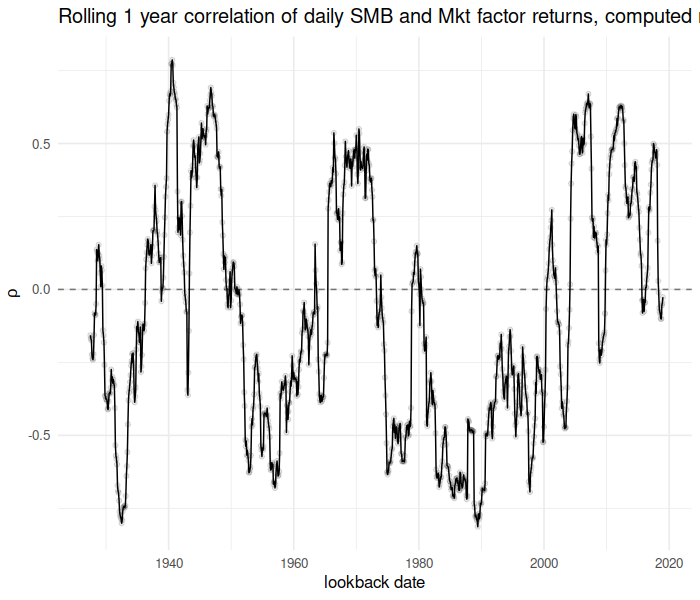 Rolling 1 year correlation of daily SMB and Mkt factor returns, computed
0.5
0.0
-0.5
ρ
1940
1960
1980
2000
2020
lookback date